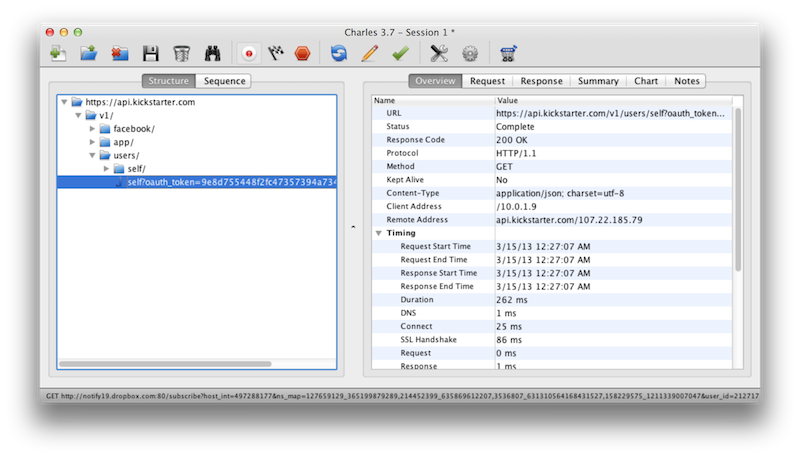 Charles 3.7 – Session 1 *
Structure Sequence
https://api.kickstarter.com
v1/
facebook/
app/
users/
self/
self?oauth_token=9e8d755448f2fc47357394a734
Overview Request Response Summary Chart Notes
Name Value
URL https://api.kickstarter.com/v1/users/self?oauth_token...
Status Complete
Response Code 200 OK
Protocol HTTP/1.1
Method GET
Kept Alive No
Content-Type application/json; charset=utf-8
Client Address /10.0.1.9
Remote Address api.kickstarter.com/107.22.185.79
Timing
Request Start Time 3/15/13 12:27:07 AM
Request End Time 3/15/13 12:27:07 AM
Response Start Time 3/15/13 12:27:07 AM
Response End Time 3/15/13 12:27:07 AM
Duration 262 ms
DNS 1 ms
Connect 25 ms
SSL Handshake 86 ms
Request 0 ms
Response 1 ms
GET http://notify19.dropbox.com:80/subscribe?host_int=497288177&ns_map=127659129_365199879289,214452399_635869612207,3536807_631310564168431527,158229575_1211339007047&user_id=212717